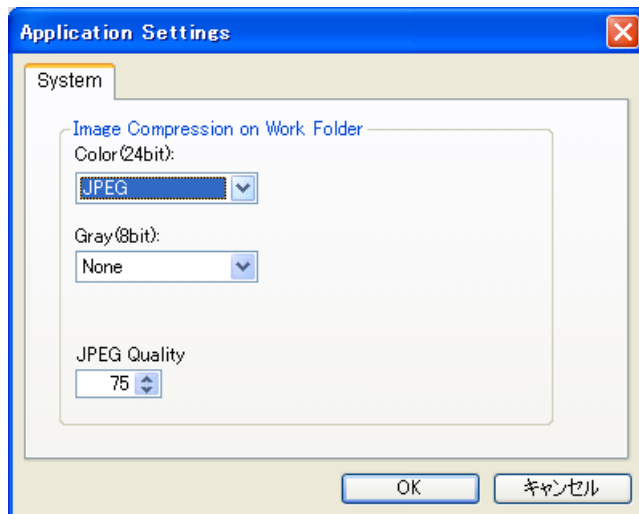 Application Settings
System
Image Compression on Work Folder
Color(24bit):
JPEG
Gray(8bit):
None
JPEG Quality
75
OK
キャンセル